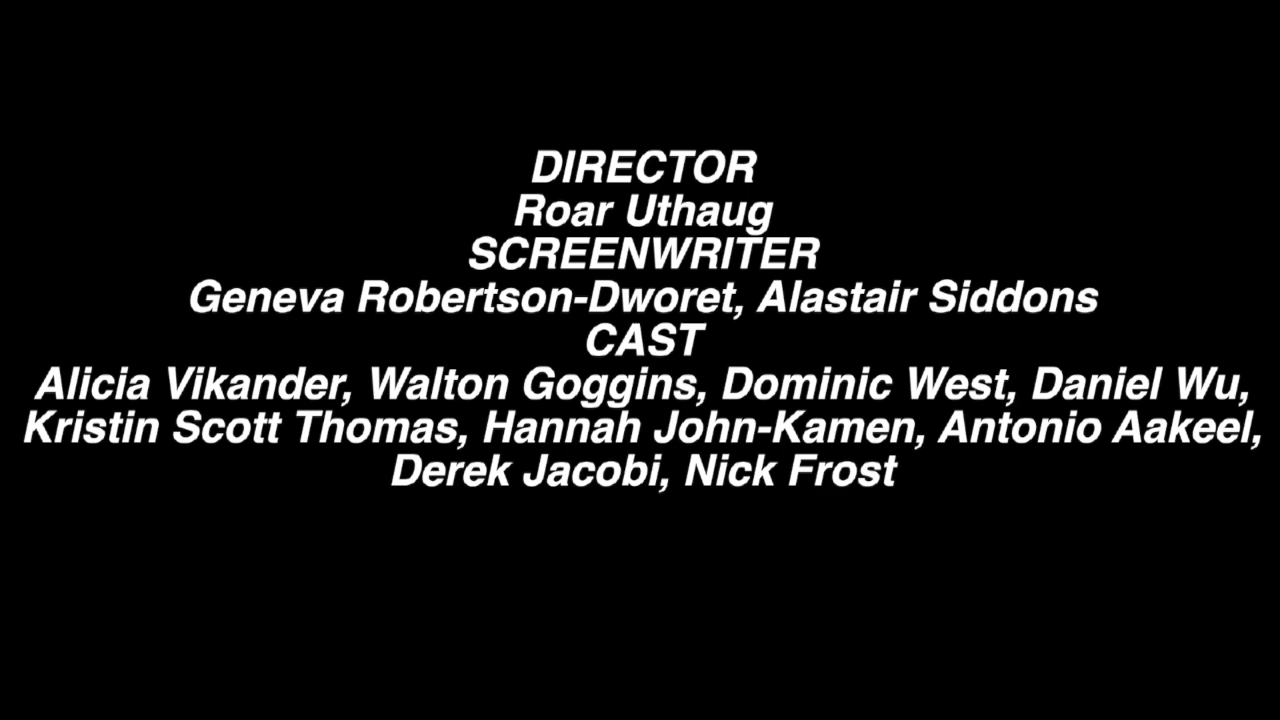 DIRECTOR
Roar Uthaug
SCREENWRITER
Geneva Robertson-Dworet, Alastair Siddons
CAST
Alicia Vikander, Walton Goggins, Dominic West, Daniel Wu,
Kristin Scott Thomas, Hannah John-Kamen, Antonio Aakeel,
Derek Jacobi, Nick Frost